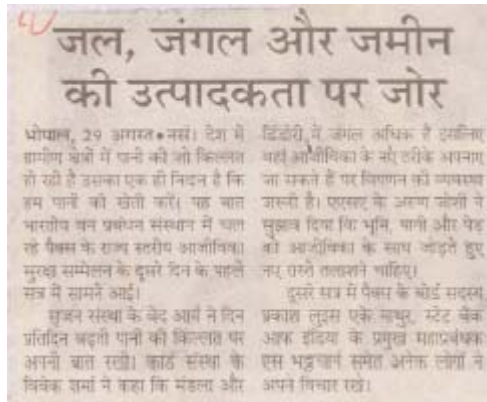 जल, जंगल और जमीन
की उत्पादकता पर जोर
भोपाल, 29 अगस्त • नसं। देश में
ग्रामीण क्षेत्रों में पानी की जो किल्लत
हो रही है उसका एक ही निदान है कि
हम पानी की खेती करें। यह बात
भारतीय वन प्रबंधन संस्थान में चल
रहे पैक्स के राज्य स्तरीय आजीविका
सुरक्षा सम्मेलन के दूसरे दिन के पहले
सत्र में सामने आई।
सृजन संस्था के वेद आर्य ने दिन
प्रतिदिन बढ़ती पानी की किल्लत पर
अपनी बात रखी। कार्ड संस्था के
विवेक शर्मा ने कहा कि मंडला और
डिंडोरी में जंगल अधिक है इसलिए
वहां आजीविका के नए तरीके अपनाए
जा सकते हैं पर विपणन की व्यवस्था
जरूरी है। एएसए के अरुण जोशी ने
सुझाव दिया कि भूमि, पानी और पेड़
को आजीविका के साथ जोड़ते हुए
नए रास्ते तलाशने चाहिए।
दूसरे सत्र में पैक्स के बोर्ड सदस्य
प्रकाश लुइस एके माथुर, स्टेट बैंक
आफ इंडिया के प्रमुख महाप्रबंधक
एस भट्टाचार्य समेत अनेक लोगों ने
अपने विचार रखे।